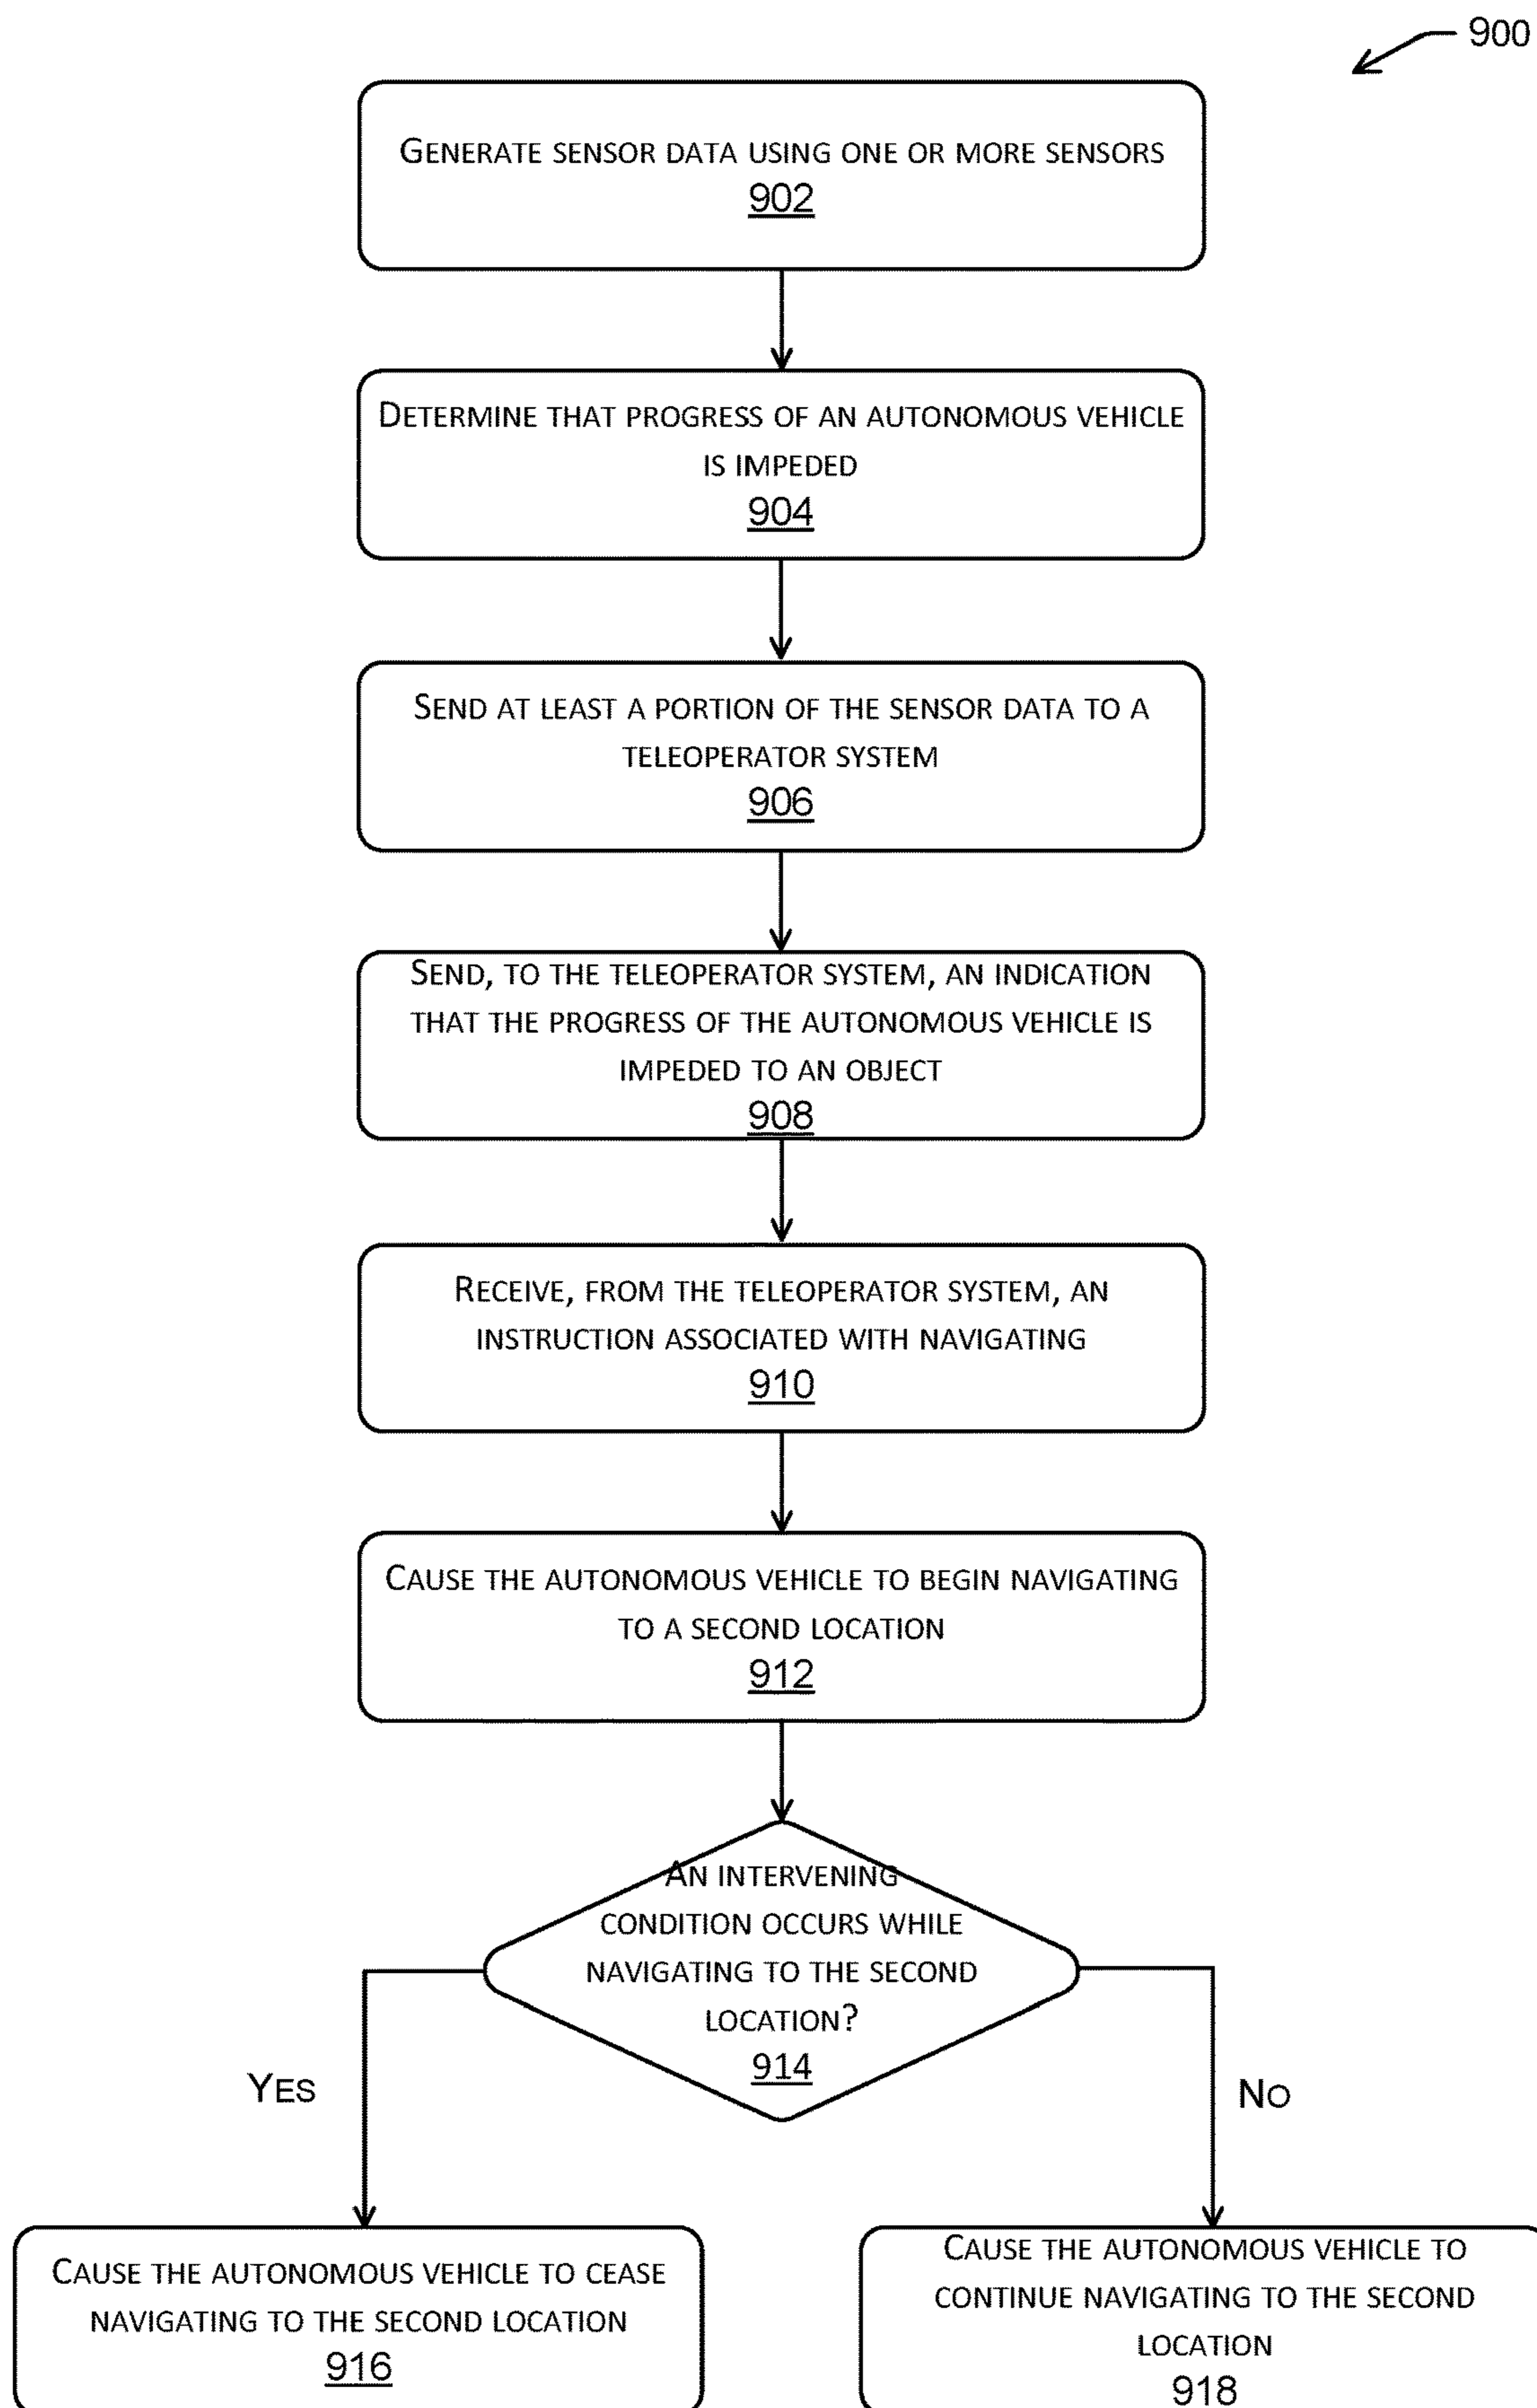 900
GENERATE SENSOR DATA USING ONE OR MORE SENSORS
902
DETERMINE THAT PROGRESS OF AN AUTONOMOUS VEHICLE
IS IMPEDED
904
SEND AT LEAST A PORTION OF THE SENSOR DATA TO A
TELEOPERATOR SYSTEM
906
SEND, TO THE TELEOPERATOR SYSTEM, AN INDICATION
THAT THE PROGRESS OF THE AUTONOMOUS VEHICLE IS
IMPEDED TO AN OBJECT
908
RECEIVE, FROM THE TELEOPERATOR SYSTEM, AN
INSTRUCTION ASSOCIATED WITH NAVIGATING
910
CAUSE THE AUTONOMOUS VEHICLE TO BEGIN NAVIGATING
TO A SECOND LOCATION
912
AN INTERVENING
CONDITION OCCURS WHILE
NAVIGATING TO THE SECOND
LOCATION?
914
YES
NO
CAUSE THE AUTONOMOUS VEHICLE TO CEASE
NAVIGATING TO THE SECOND LOCATION
916
CAUSE THE AUTONOMOUS VEHICLE TO
CONTINUE NAVIGATING TO THE SECOND
LOCATION
918